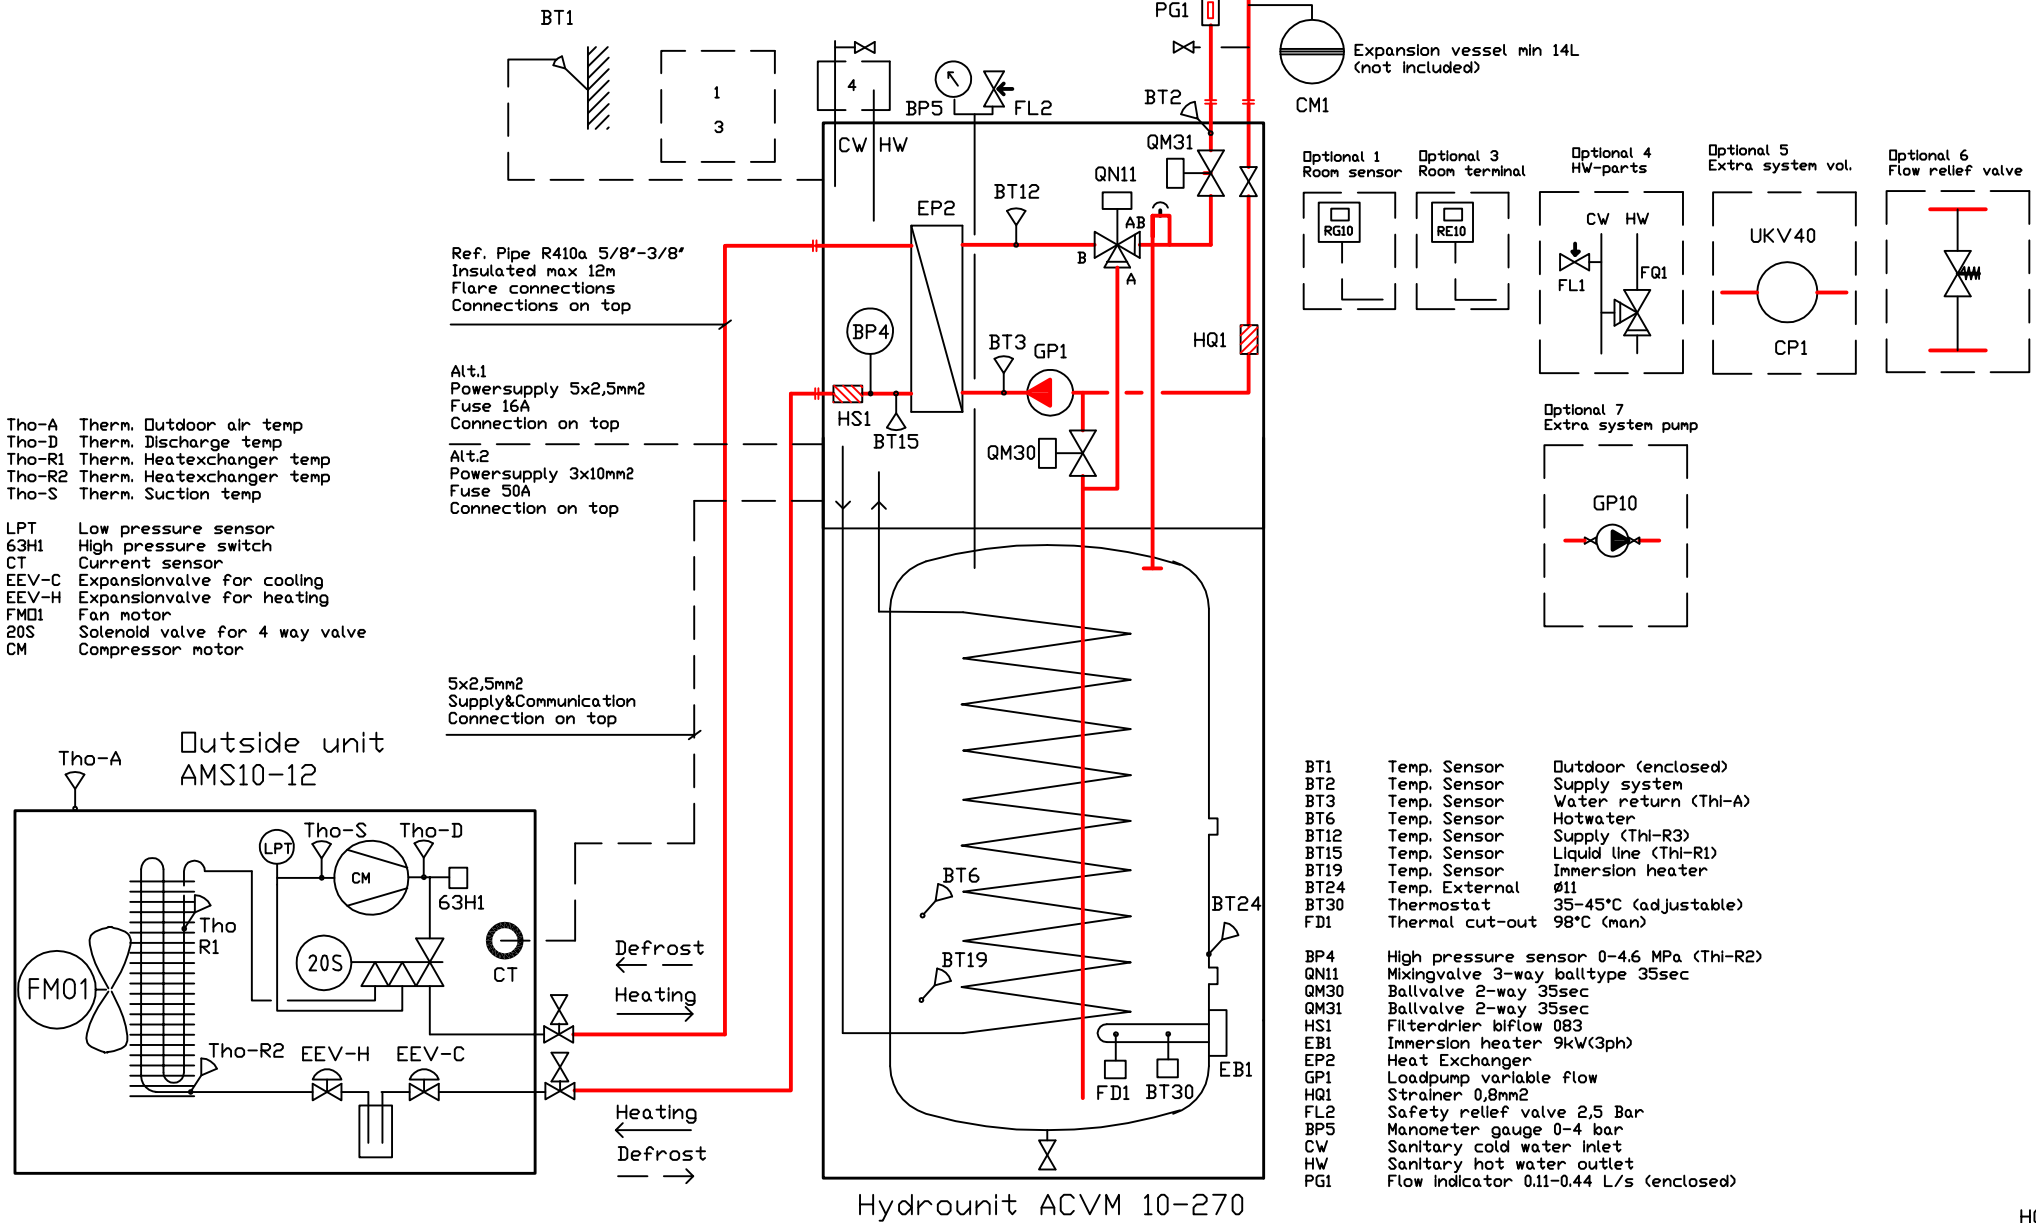 BT1
1
3
4
CW HW
BP5
FL2
PG1
Expansion vessel min 14L
(not included)
CM1
BT2
QM31
QN11
BT12
EP2
AB
B
A
BP4
BT3
GP1
HQ1
HS1
BT15
QM30
Optional 1
Room sensor
RG10
Optional 3
Room terminal
RE10
Optional 4
HW-parts
CW HW
FL1
FQ1
Optional 5
Extra system vol.
UKV40
CP1
Optional 6
Flow relief valve
Optional 7
Extra system pump
GP10
Ref. Pipe R410a 5/8"-3/8"
Insulated max 12m
Flare connections
Connections on top
Alt.1
Powersupply 5x2,5mm2
Fuse 16A
Connection on top
Alt.2
Powersupply 3x10mm2
Fuse 50A
Connection on top
Tho-A Therm. Outdoor air temp
Tho-D Therm. Discharge temp
Tho-R1 Therm. Heatexchanger temp
Tho-R2 Therm. Heatexchanger temp
Tho-S Therm. Suction temp
LPT Low pressure sensor
63H1 High pressure switch
CT Current sensor
EEV-C Expansionvalve for cooling
EEV-H Expansionvalve for heating
FMO1 Fan motor
20S Solenoid valve for 4 way valve
CM Compressor motor
5x2,5mm2
Supply&Communication
Connection on top
Outside unit
AMS10-12
Tho-A
LPT
Tho-S
Tho-D
CM
63H1
Tho
R1
20S
CT
FMO1
Tho-R2
EEV-H
EEV-C
Defrost
Heating
Heating
Defrost
BT6
BT19
BT24
FD1
BT30
EB1
Hydrounit ACVM 10-270
BT1 Temp. Sensor Outdoor (enclosed)
BT2 Temp. Sensor Supply system
BT3 Temp. Sensor Water return (Thi-A)
BT6 Temp. Sensor Hotwater
BT12 Temp. Sensor Supply (Thi-R3)
BT15 Temp. Sensor Liquid line (Thi-R1)
BT19 Temp. Sensor Immersion heater
BT24 Temp. External ø11
BT30 Thermostat 35-45°C (adjustable)
FD1 Thermal cut-out 98°C (man)
BP4 High pressure sensor 0-4.6 MPa (Thi-R2)
QN11 Mixingvalve 3-way balltype 35sec
QM30 Ballvalve 2-way 35sec
QM31 Ballvalve 2-way 35sec
HS1 Filterdrier biflow 083
EB1 Immersion heater 9kW(3ph)
EP2 Heat Exchanger
GP1 Loadpump variable flow
HQ1 Strainer 0,8mm2
FL2 Safety relief valve 2,5 Bar
BP5 Manometer gauge 0-4 bar
CW Sanitary cold water inlet
HW Sanitary hot water outlet
PG1 Flow indicator 0.11-0.44 L/s (enclosed)